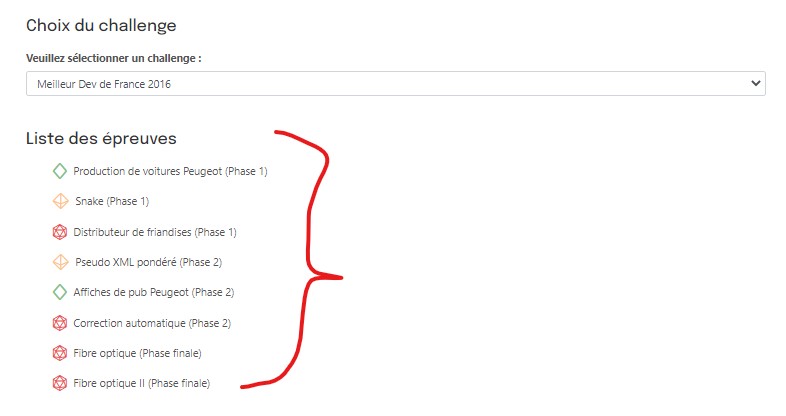 Choix du challenge
Veuillez sélectionner un challenge :
Meilleur Dev de France 2016
Liste des épreuves
Production de voitures Peugeot (Phase 1)
Snake (Phase 1)
Distributeur de friandises (Phase 1)
Pseudo XML pondéré (Phase 2)
Affiches de pub Peugeot (Phase 2)
Correction automatique (Phase 2)
Fibre optique (Phase finale)
Fibre optique II (Phase finale)